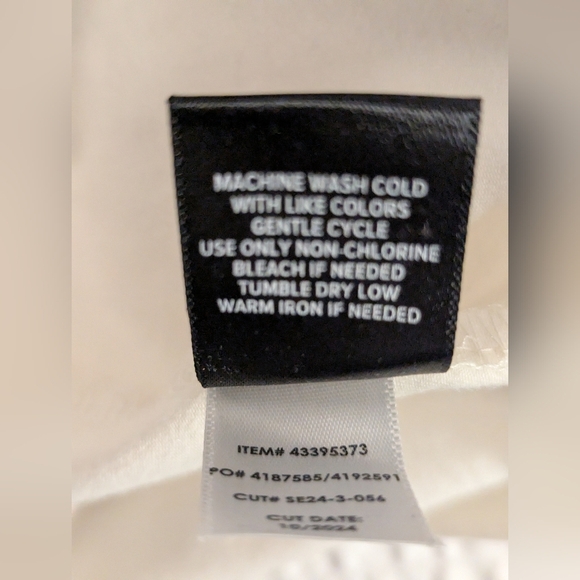 MACHINE WASH COLD
WITH LIKE COLORS
GENTLE CYCLE
USE ONLY NON-CHLORINE
BLEACH IF NEEDED
TUMBLE DRY LOW
WARM IRON IF NEEDED
ITEM# 43395373
PO# 4187585/4192591
CUT# SE24-3-056
CUT DATE:
10/2024